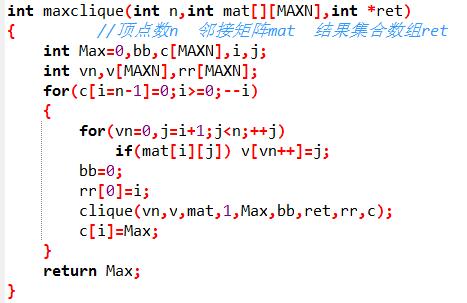 int maxclique(int n,int mat[][MAXN],int *ret)
{ //顶点数n 邻接矩阵mat 结果集合数组ret
int Max=0,bb,c[MAXN],i,j;
int vn,v[MAXN],rr[MAXN];
for(c[i=n-1]=0;i>=0;--i)
{
for(vn=0,j=i+1;j<n;++j)
if(mat[i][j]) v[vn++]=j;
bb=0;
rr[0]=i;
clique(vn,v,mat,1,Max,bb,ret,rr,c);
c[i]=Max;
}
return Max;
}